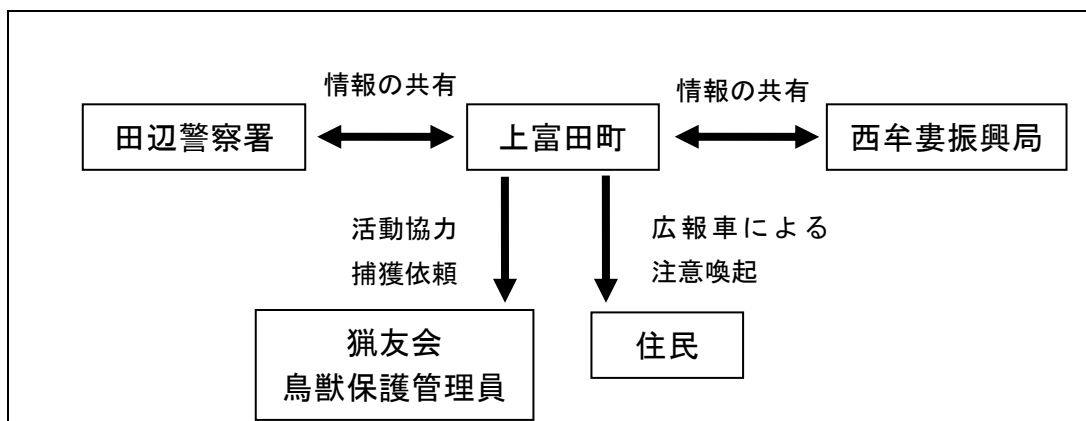 情報の共有
情報の共有
田辺警察署
上富田町
西牟婁振興局
活動協力
捕獲依頼
広報車による
注意喚起
猟友会
鳥獣保護管理員
住民